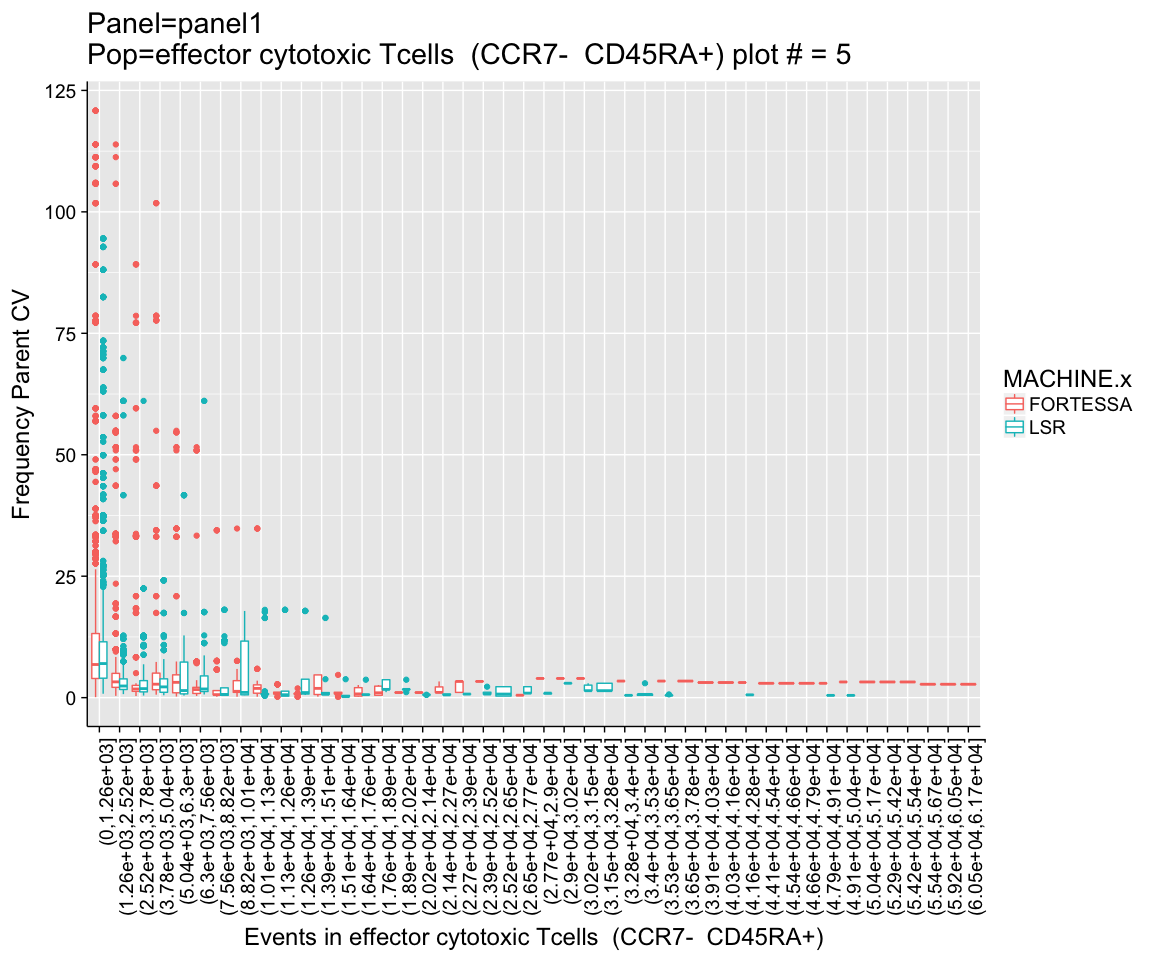 Panel=panel1
Pop=effector cytotoxic Tcells  (CCR7-  CD45RA+) plot # = 5
Frequency Parent CV
125
100
75
50
25
0
(0,1.26e+03]
(1.26e+03,2.52e+03]
(2.52e+03,3.78e+03]
(3.78e+03,5.04e+03]
(5.04e+03,6.3e+03]
(6.3e+03,7.56e+03]
(7.56e+03,8.82e+03]
(8.82e+03,1.01e+04]
(1.01e+04,1.13e+04]
(1.13e+04,1.26e+04]
(1.26e+04,1.39e+04]
(1.39e+04,1.51e+04]
(1.51e+04,1.64e+04]
(1.64e+04,1.76e+04]
(1.76e+04,1.89e+04]
(1.89e+04,2.02e+04]
(2.02e+04,2.14e+04]
(2.14e+04,2.27e+04]
(2.27e+04,2.39e+04]
(2.39e+04,2.52e+04]
(2.52e+04,2.65e+04]
(2.65e+04,2.77e+04]
(2.77e+04,2.9e+04]
(2.9e+04,3.02e+04]
(3.02e+04,3.15e+04]
(3.15e+04,3.28e+04]
(3.28e+04,3.4e+04]
(3.4e+04,3.53e+04]
(3.53e+04,3.65e+04]
(3.65e+04,3.78e+04]
(3.91e+04,4.03e+04]
(4.03e+04,4.16e+04]
(4.16e+04,4.28e+04]
(4.41e+04,4.54e+04]
(4.54e+04,4.66e+04]
(4.66e+04,4.79e+04]
(4.79e+04,4.91e+04]
(4.91e+04,5.04e+04]
(5.04e+04,5.17e+04]
(5.29e+04,5.42e+04]
(5.42e+04,5.54e+04]
(5.54e+04,5.67e+04]
(5.92e+04,6.05e+04]
(6.05e+04,6.17e+04]
Events in effector cytotoxic Tcells  (CCR7-  CD45RA+)
MACHINE.x
FORTESSA
LSR